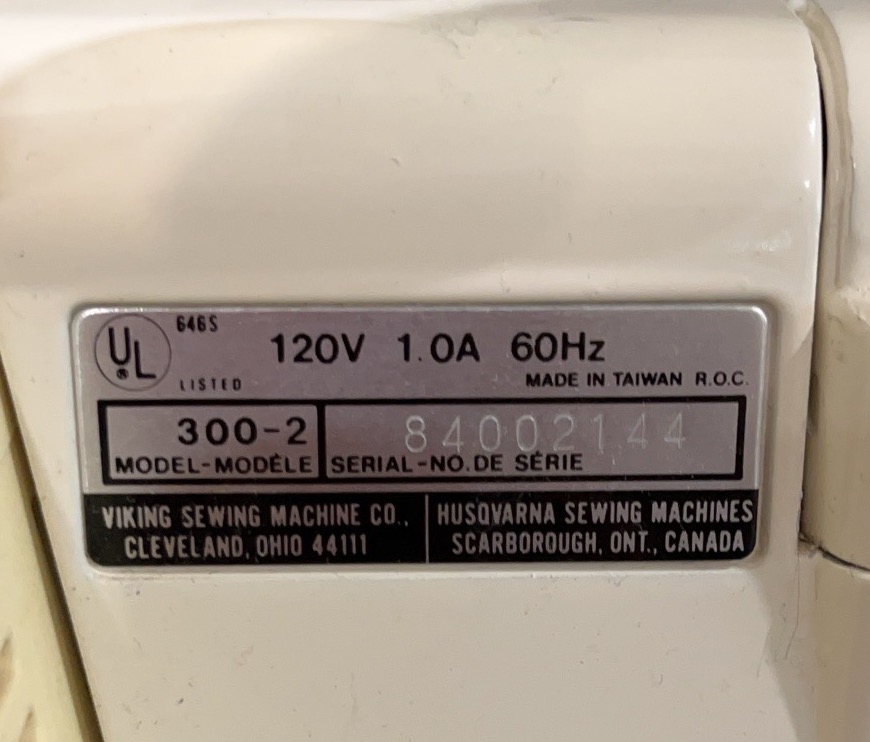 UL 646S
® LISTED
120V 1.0A 60Hz
MADE IN TAIWAN R.O.C.
300-2
MODEL-MODÈLE
84002144
SERIAL-NO.DE SÉRIE
VIKING SEWING MACHINE CO.,
CLEVELAND, OHIO 44111
HUSQVARNA SEWING MACHINES
SCARBOROUGH, ONT., CANADA